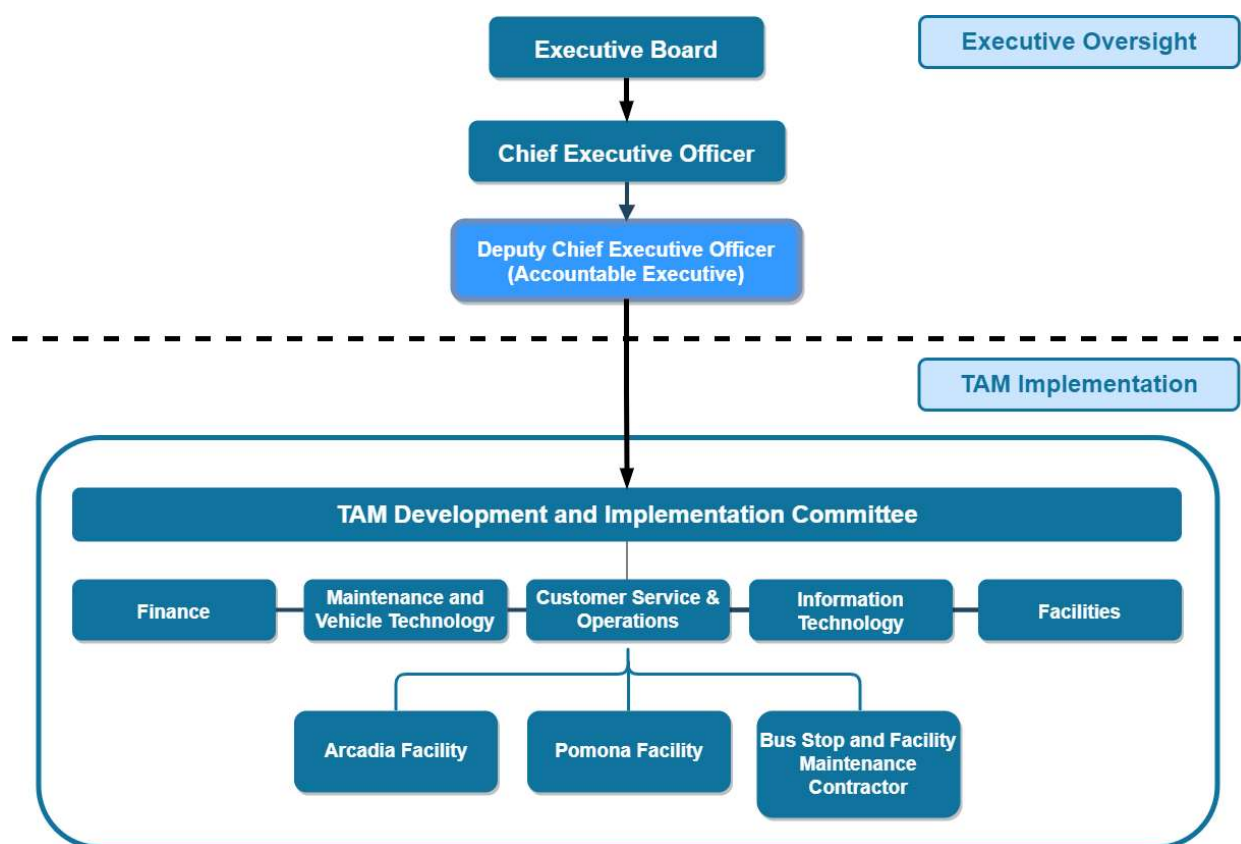 Executive Board
Executive Oversight
Chief Executive Officer
Deputy Chief Executive Officer
(Accountable Executive)
TAM Implementation
TAM Development and Implementation Committee
Finance
Maintenance and
Vehicle Technology
Customer Service &
Operations
Information
Technology
Facilities
Arcadia Facility
Pomona Facility
Bus Stop and Facility
Maintenance
Contractor